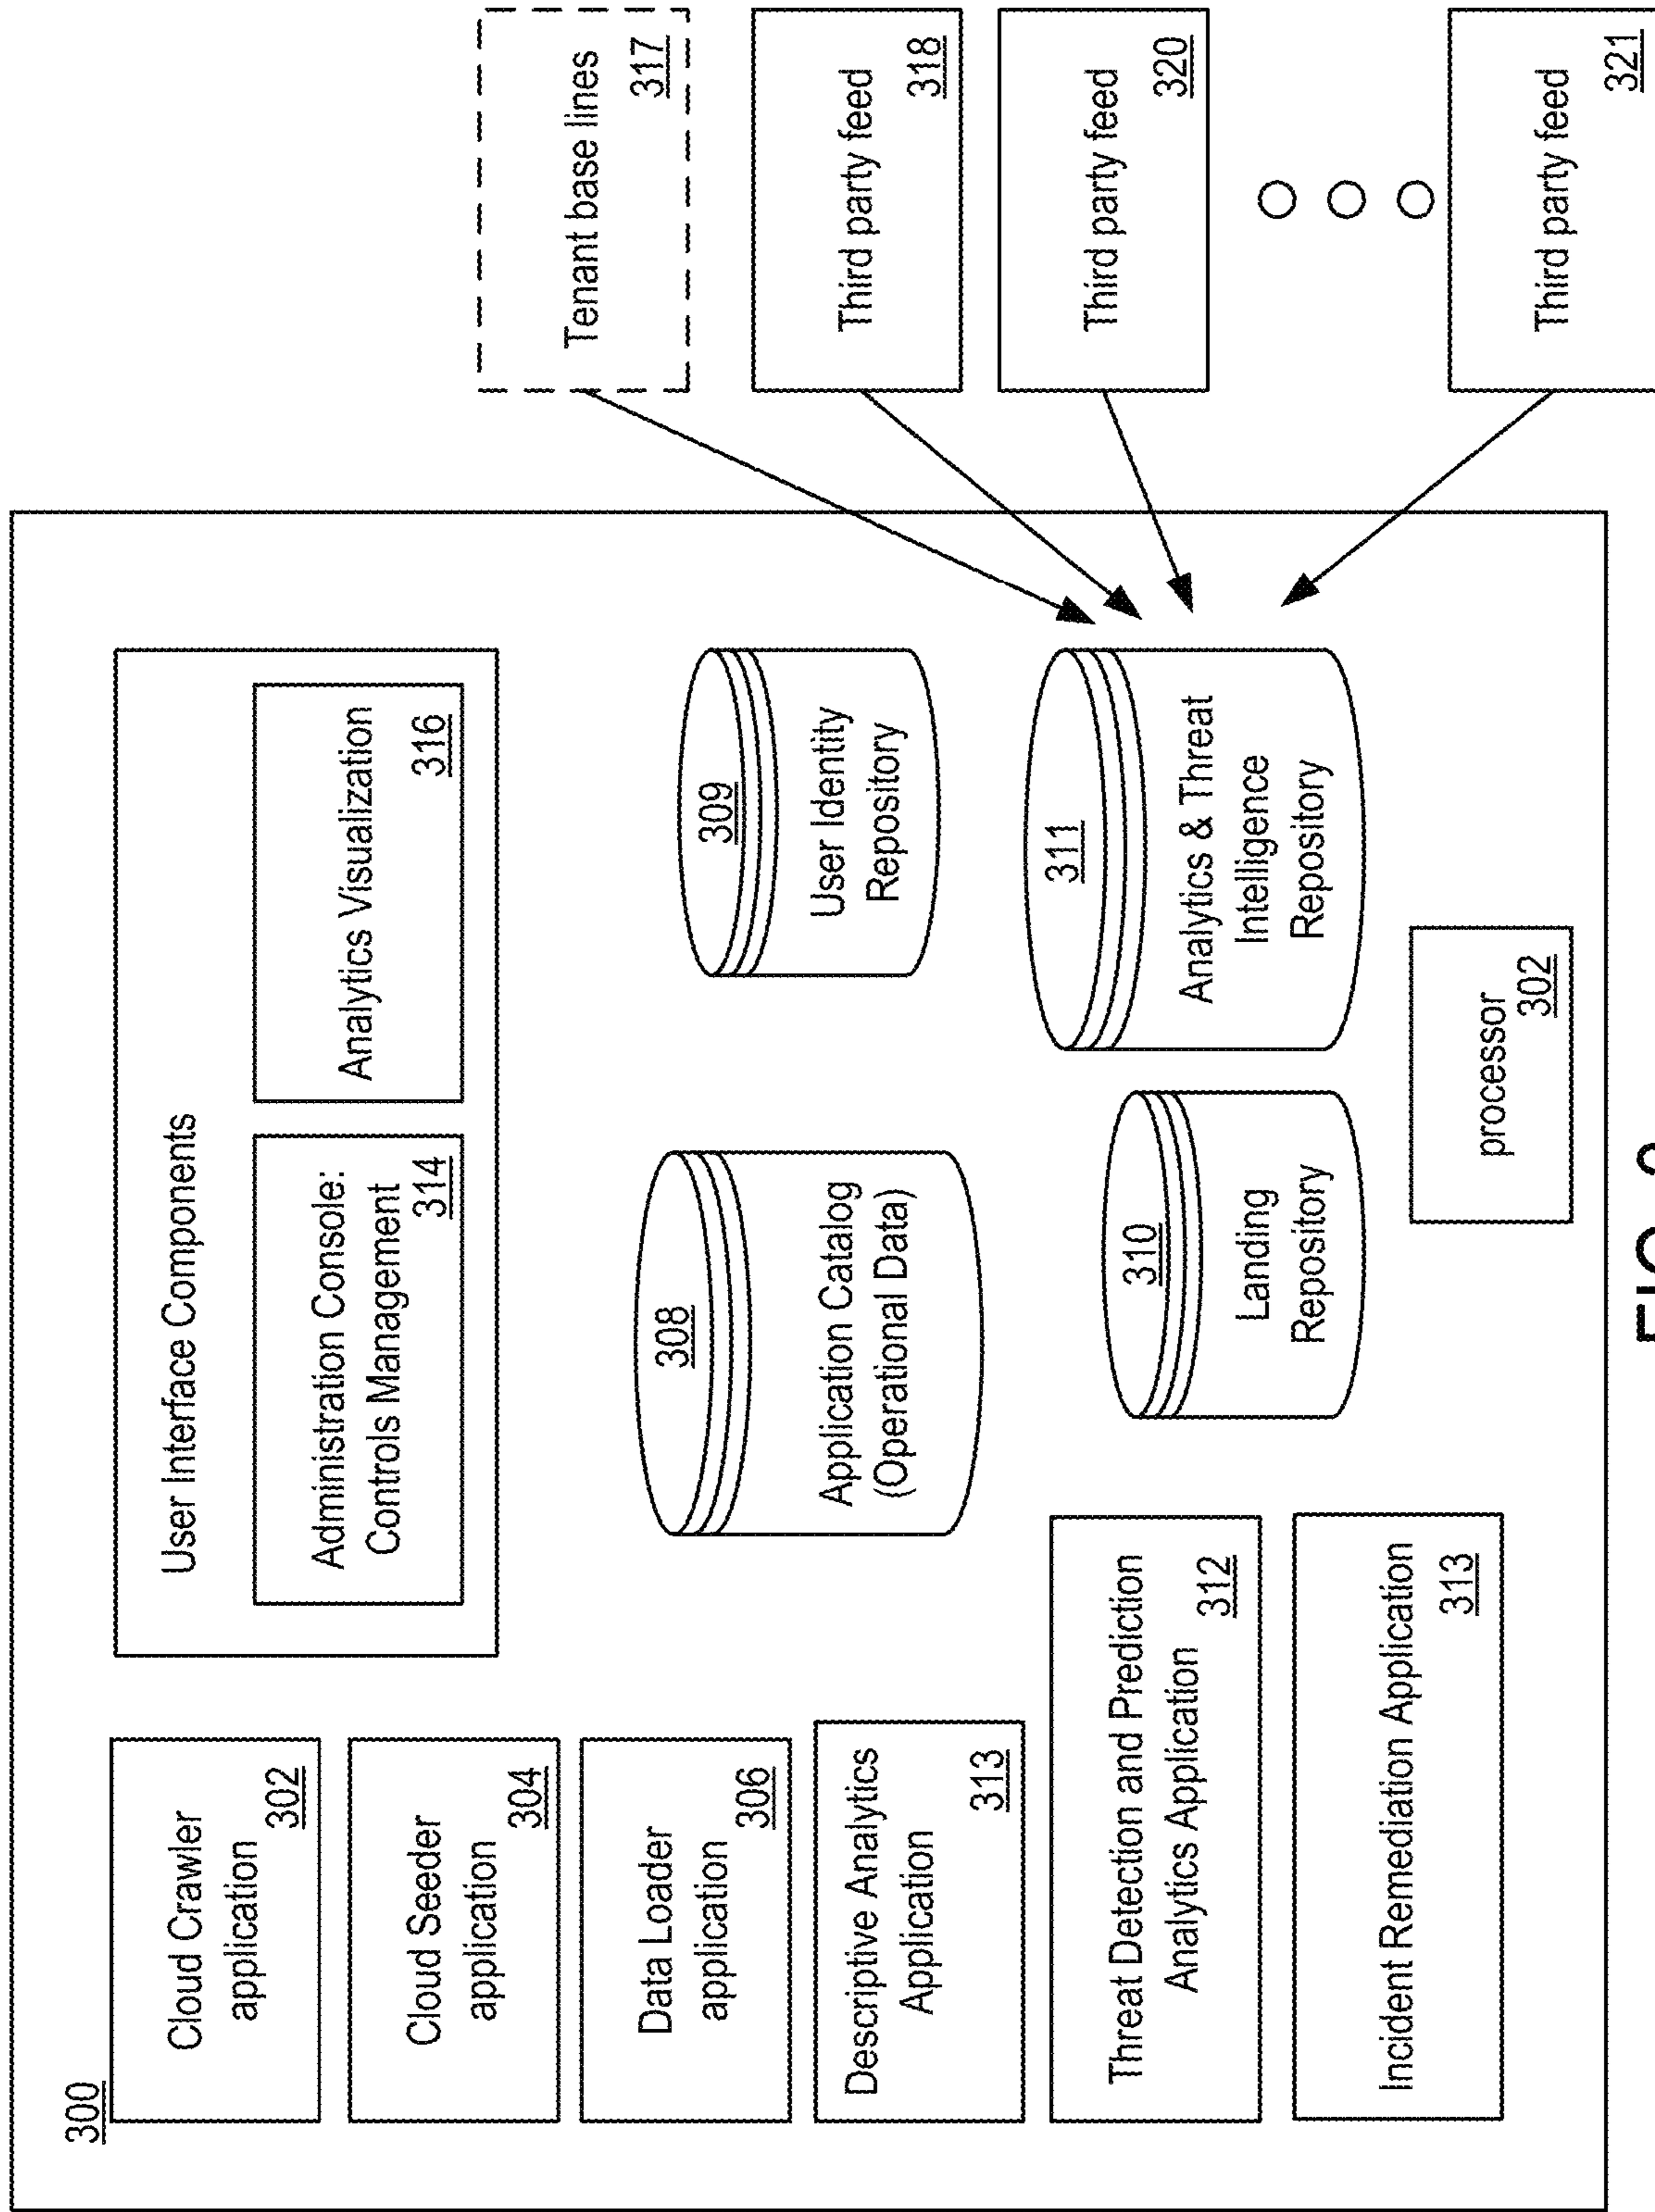 300
Cloud Crawler
application
302
Cloud Seeder
application
304
Data Loader
application
306
Descriptive Analytics
Application
313
Threat Detection and Prediction
Analytics Application
312
Incident Remediation Application
313
User Interface Components
Administration Console:
Controls Management
314
Analytics Visualization
316
308
Application Catalog
(Operational Data)
309
User Identity
Repository
310
Landing
Repository
311
Analytics & Threat
Intelligence
Repository
processor
302
Tenant base lines
317
Third party feed
318
Third party feed
320
Third party feed
321
FIG.